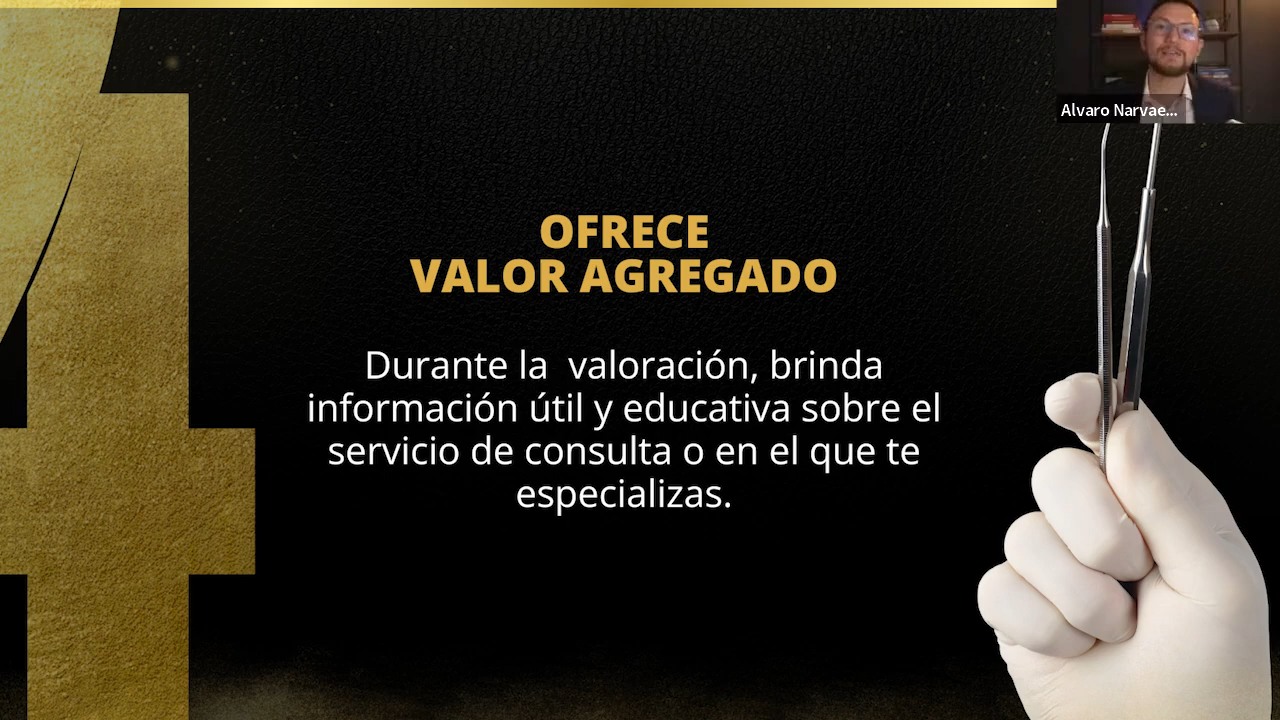 4
Alvaro Narvae...
OFRECE
VALOR AGREGADO
Durante la  valoración, brinda
información útil y educativa sobre el
servicio de consulta o en el que te
especializas.